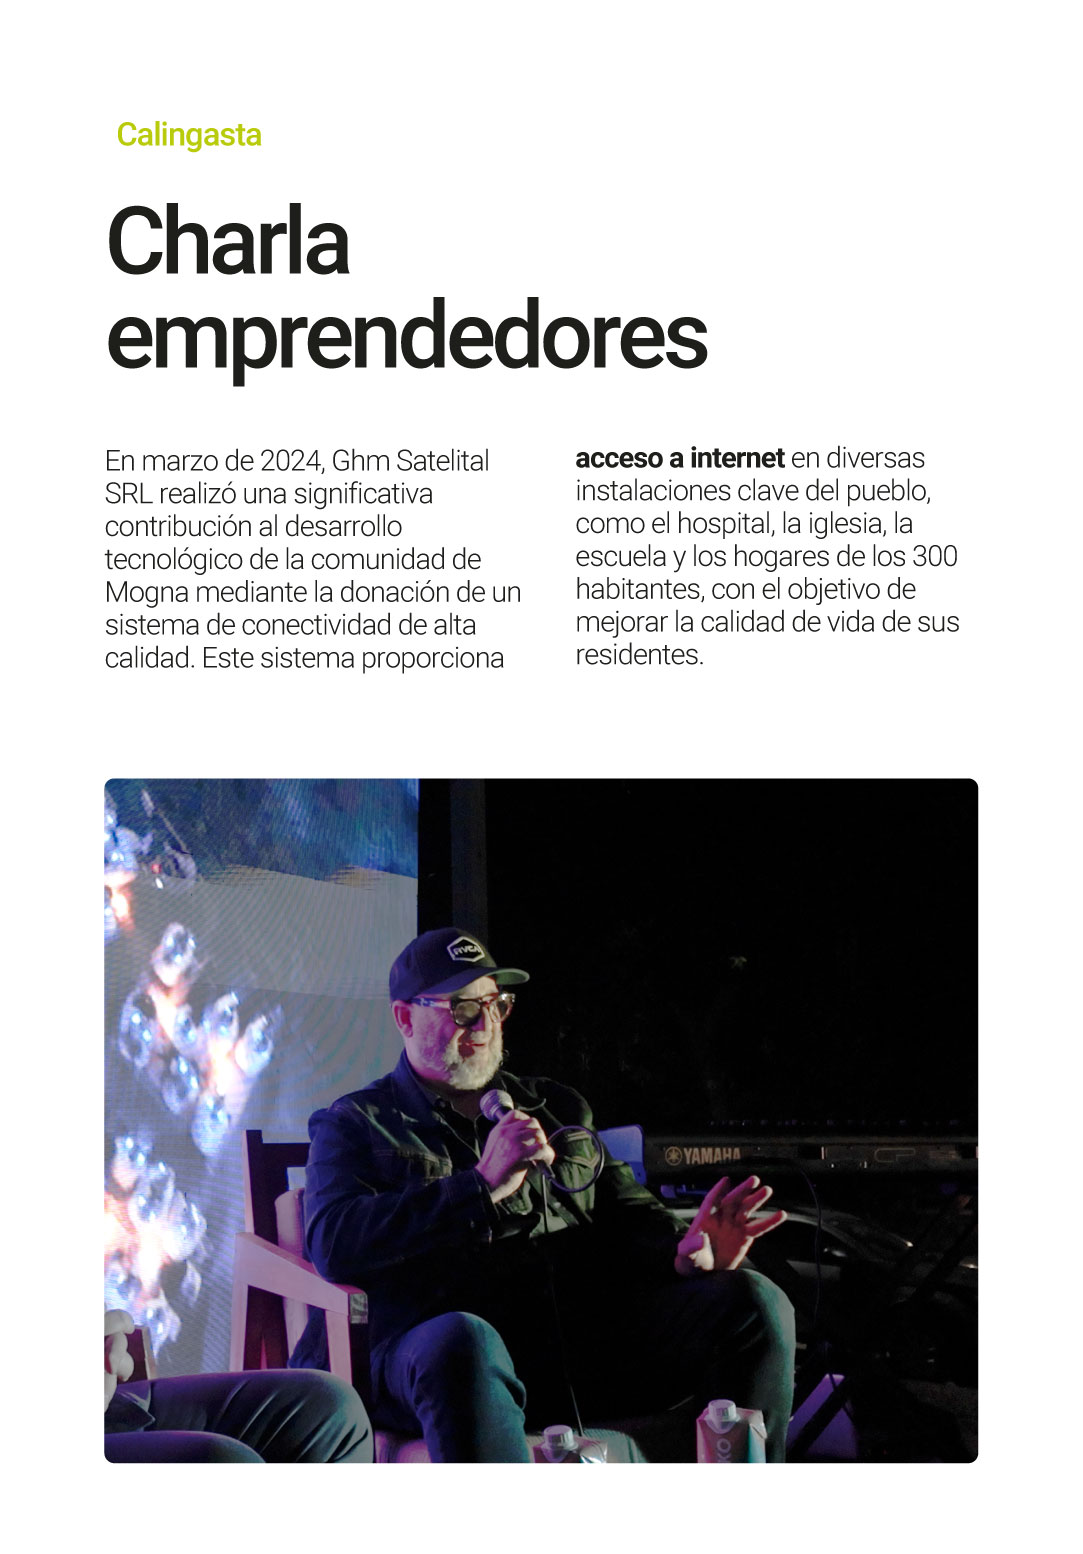 Calingasta
Charla
emprendedores
En marzo de 2024, Ghm Satelital
SRL realizó una significativa
contribución al desarrollo
tecnológico de la comunidad de
Mogna mediante la donación de un
sistema de conectividad de alta
calidad. Este sistema proporciona
acceso a internet en diversas
instalaciones clave del pueblo,
como el hospital, la iglesia, la
escuela y los hogares de los 300
habitantes, con el objetivo de
mejorar la calidad de vida de sus
residentes.
RVCA
YAMAHA
CP